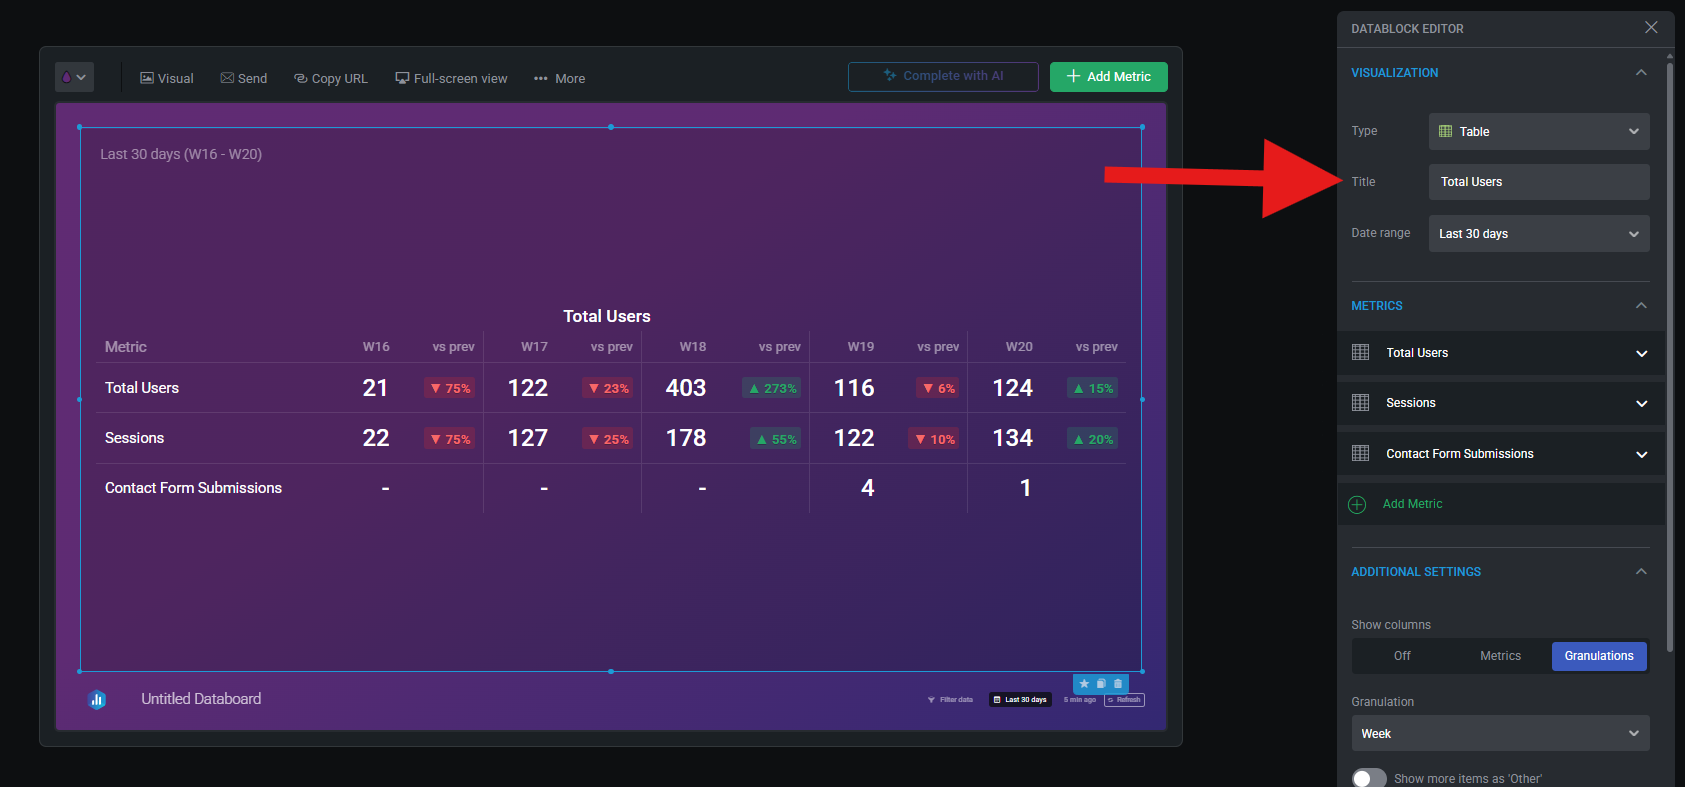 Visual Send Copy URL Full-screen view More Complete with AI Add Metric
Last 30 days (W16 - W20)
Total Users
Metric W16 vs prev W17 vs prev W18 vs prev W19 vs prev W20 vs prev
Total Users 21 ▼ 75% 122 ▼ 23% 403 ▲ 273% 116 ▼ 6% 124 ▲ 15%
Sessions 22 ▼ 75% 127 ▼ 25% 178 ▲ 55% 122 ▼ 10% 134 ▲ 20%
Contact Form Submissions - - - 4 1
Untitled Databoard Filter data Last 30 days 5 min ago Refresh
DATABLOCK EDITOR
VISUALIZATION
Type Table
Title Total Users
Date range Last 30 days
METRICS
Total Users
Sessions
Contact Form Submissions
Add Metric
ADDITIONAL SETTINGS
Show columns
Off Metrics Granulations
Granulation
Week
Show more items as 'Other'